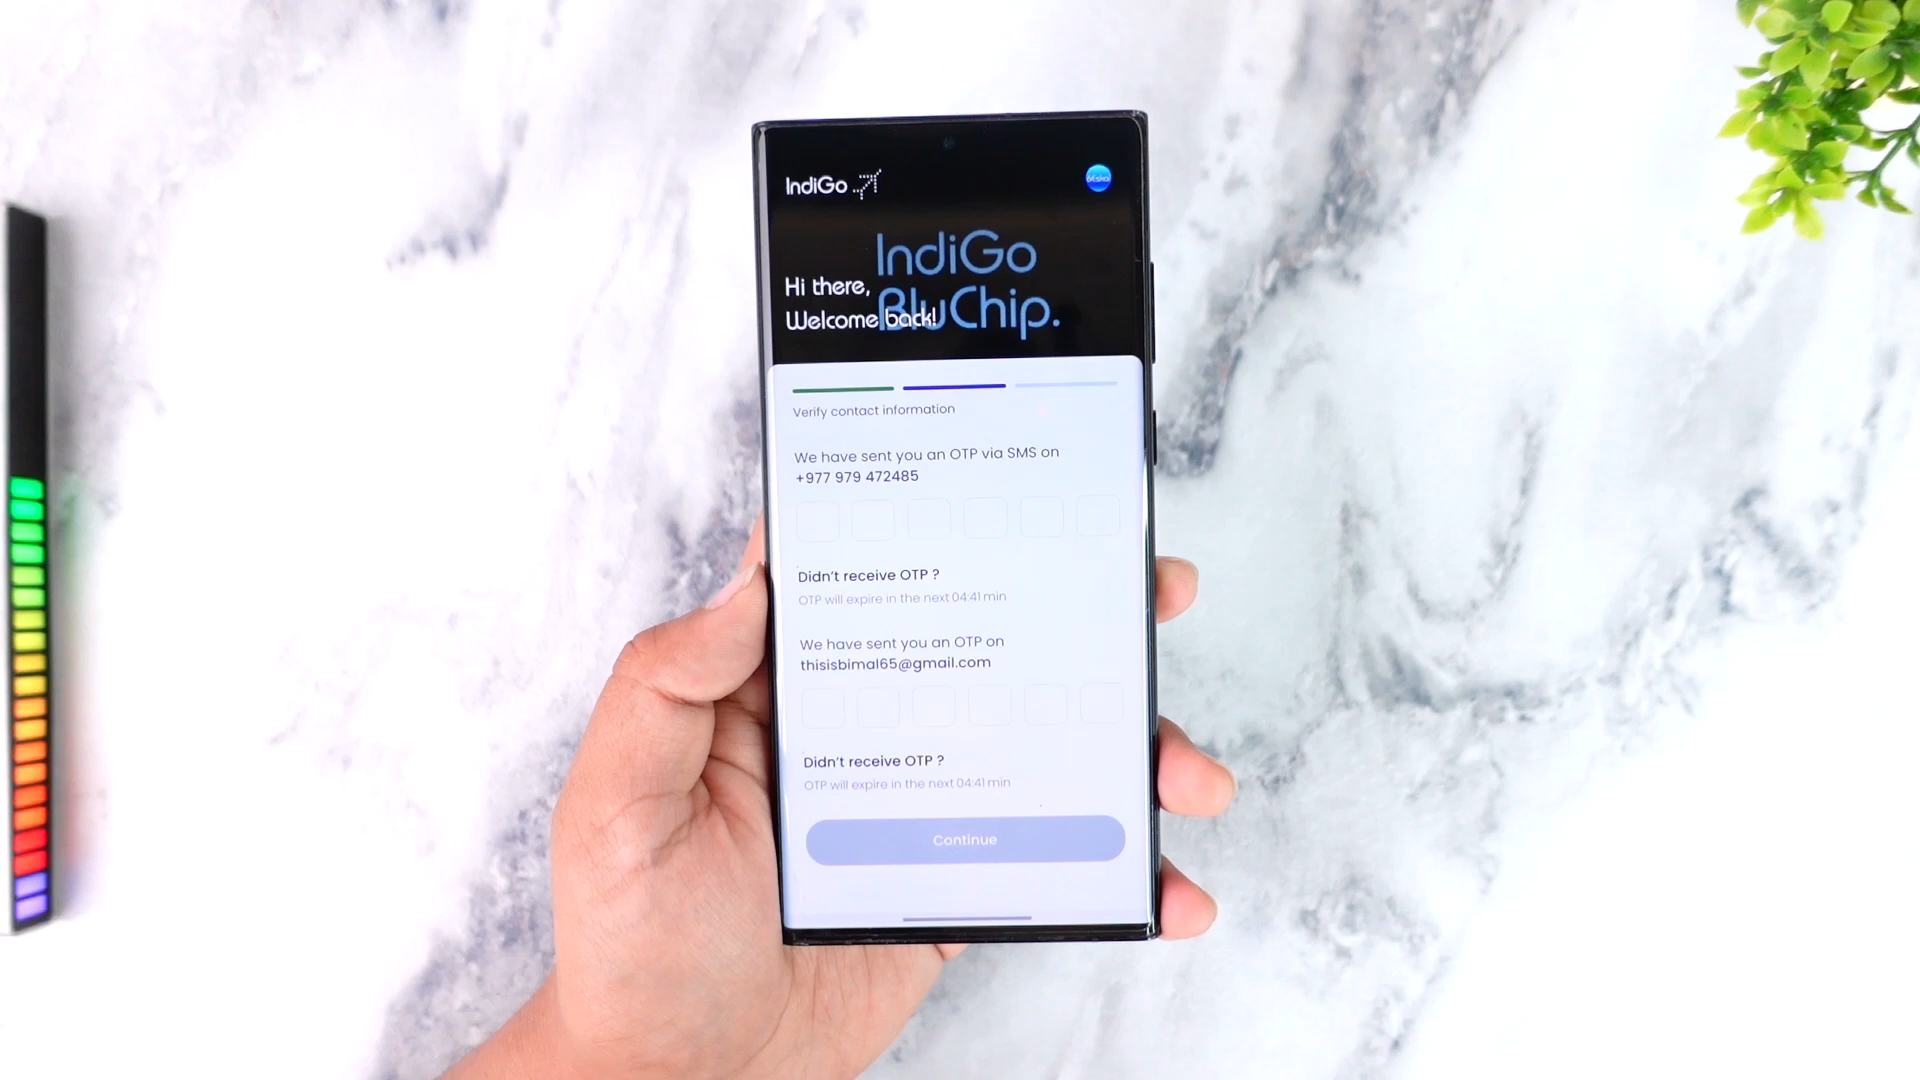 IndiGo
IndiGo
BluChip.
Hi there,
Welcome back!
Verify contact information
We have sent you an OTP via SMS on
+977 979 472485
Didn't receive OTP ?
OTP will expire in the next 04:41 min
We have sent you an OTP on
thisisbimal65@gmail.com
Didn't receive OTP ?
OTP will expire in the next 04:41 min
Continue